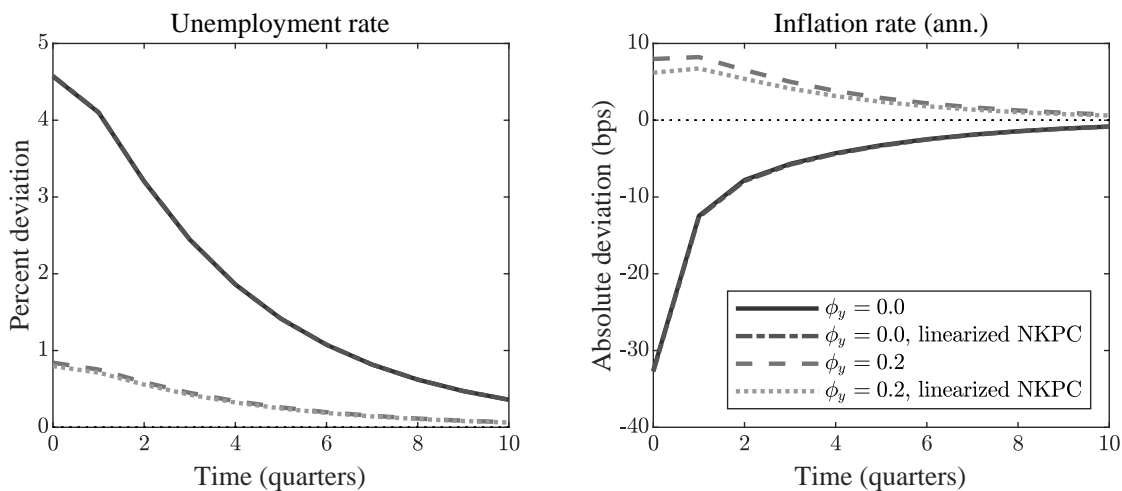 Unemployment rate
5
4
3
2
1
0
Percent deviation
0 2 4 6 8 10
Time (quarters)
Inflation rate (ann.)
10
0
-10
-20
-30
-40
Absolute deviation (bps)
ϕ_y = 0.0
ϕ_y = 0.0, linearized NKPC
ϕ_y = 0.2
ϕ_y = 0.2, linearized NKPC
0 2 4 6 8 10
Time (quarters)